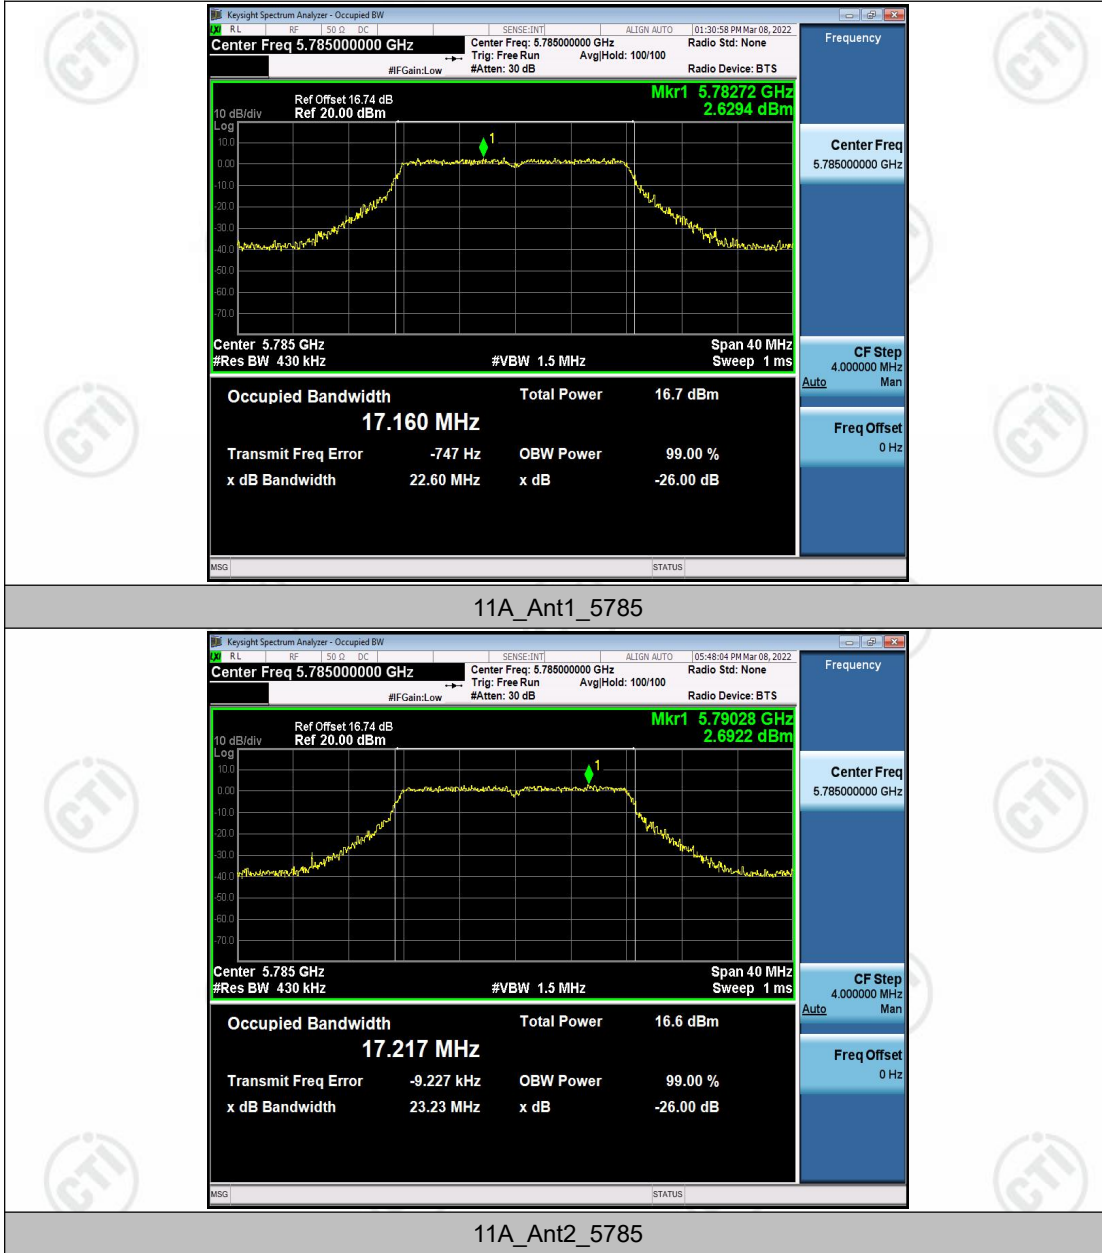 Keysight Spectrum Analyzer - Occupied BW
LXI RL RF 50 Ω DC SENSE:INT ALIGN AUTO 01:30:58 PM Mar 08, 2022
Center Freq 5.785000000 GHz
Center Freq: 5.785000000 GHz Radio Std: None
Trig: Free Run Avg|Hold: 100/100
#IFGain:Low #Atten: 30 dB Radio Device: BTS
Frequency
Mkr1 5.78272 GHz
2.6294 dBm
Ref Offset 16.74 dB
10 dB/div Ref 20.00 dBm
Log
10.0
0.00
-10.0
-20.0
-30.0
-40.0
-50.0
-60.0
-70.0
1
Center Freq
5.785000000 GHz
Center 5.785 GHz Span 40 MHz
#Res BW 430 kHz #VBW 1.5 MHz Sweep 1 ms
CF Step
4.000000 MHz
Auto Man
Occupied Bandwidth Total Power 16.7 dBm
17.160 MHz
Transmit Freq Error -747 Hz OBW Power 99.00 %
x dB Bandwidth 22.60 MHz x dB -26.00 dB
Freq Offset
0 Hz
MSG STATUS
11A_Ant1_5785
Keysight Spectrum Analyzer - Occupied BW
LXI RL RF 50 Ω DC SENSE:INT ALIGN AUTO 05:48:04 PM Mar 08, 2022
Center Freq 5.785000000 GHz
Center Freq: 5.785000000 GHz Radio Std: None
Trig: Free Run Avg|Hold: 100/100
#IFGain:Low #Atten: 30 dB Radio Device: BTS
Frequency
Mkr1 5.79028 GHz
2.6922 dBm
Ref Offset 16.74 dB
10 dB/div Ref 20.00 dBm
Log
10.0
0.00
-10.0
-20.0
-30.0
-40.0
-50.0
-60.0
-70.0
1
Center Freq
5.785000000 GHz
Center 5.785 GHz Span 40 MHz
#Res BW 430 kHz #VBW 1.5 MHz Sweep 1 ms
CF Step
4.000000 MHz
Auto Man
Occupied Bandwidth Total Power 16.6 dBm
17.217 MHz
Transmit Freq Error -9.227 kHz OBW Power 99.00 %
x dB Bandwidth 23.23 MHz x dB -26.00 dB
Freq Offset
0 Hz
MSG STATUS
11A_Ant2_5785
CTI
CTI
CTI
CTI
CTI
CTI
CTI
CTI